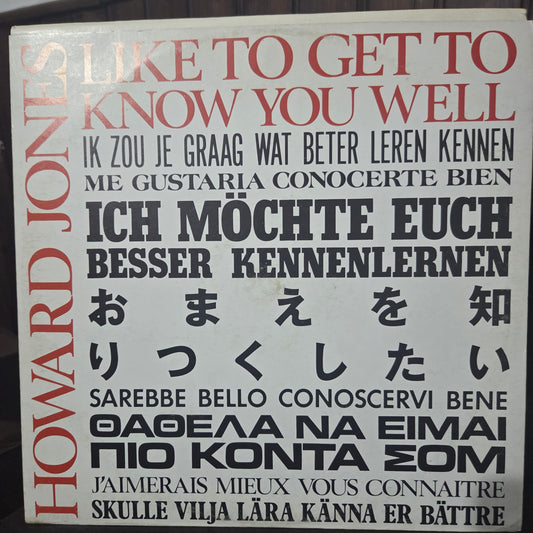 HOWARD JONES
LIKE TO GET TO
KNOW YOU WELL
IK ZOU JE GRAAG WAT BETER LEREN KENNEN
ME GUSTARIA CONOCERTE BIEN
ICH MÖCHTE EUCH
BESSER KENNENLERNEN
おまえを知
りつくしたい
SAREBBE BELLO CONOSCERVI BENE
ΘΑΘΕΛΑ ΝΑ ΕΙΜΑΙ
ΠΙΟ ΚΟΝΤΑ ΣΟΜ
J'AIMERAIS MIEUX VOUS CONNAITRE
SKULLE VILJA LÄRA KÄNNA ER BÄTTRE